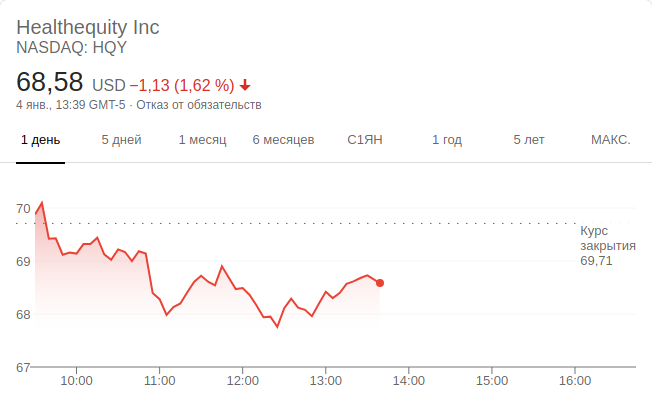 Healthequity Inc
NASDAQ: HQY
68,58 USD −1,13 (1,62 %)
4 янв., 13:39 GMT-5 · Отказ от обязательств
1 день 5 дней 1 месяц 6 месяцев С1ЯН 1 год 5 лет МАКС.
70
Курс
закрытия
69,71
69
68
67
10:00 11:00 12:00 13:00 14:00 15:00 16:00